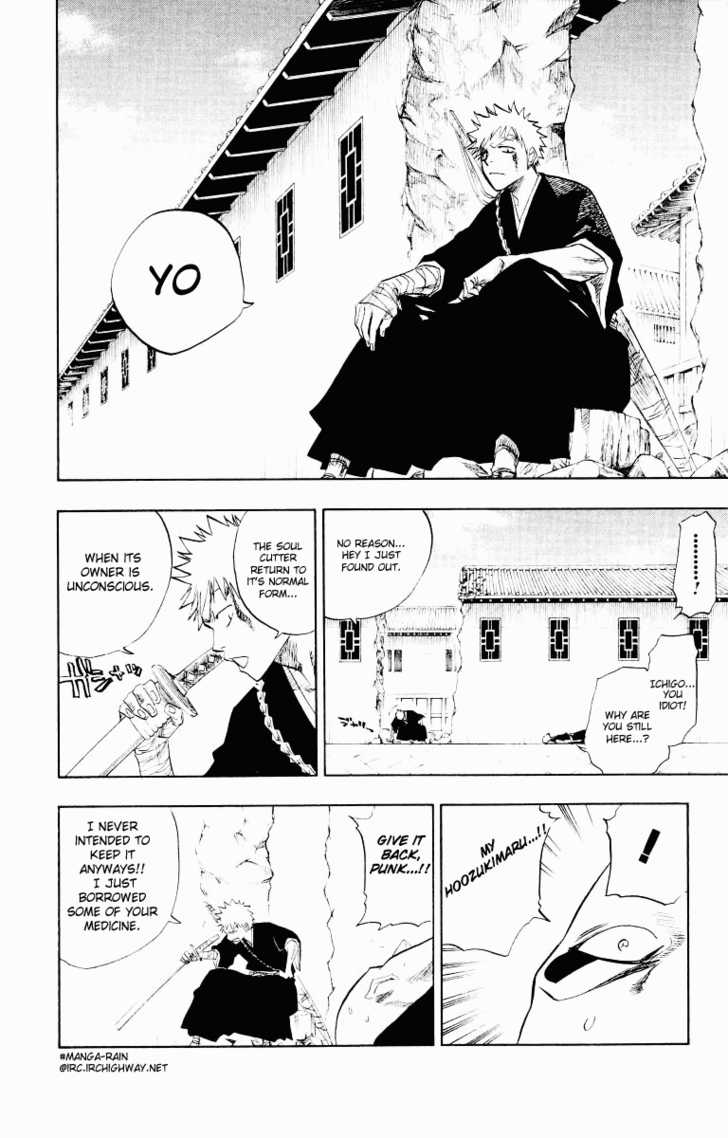 YO
.......!
ICHIGO...
YOU
IDIOT!
WHY ARE
YOU STILL
HERE...?
NO REASON...
HEY I JUST
FOUND OUT.
THE SOUL
CUTTER
RETURN TO
IT'S NORMAL
FORM...
WHEN ITS
OWNER IS
UNCONSCIOUS.
!
MY
HOOZUKIMARU...!!
GIVE IT
BACK,
PUNK...!!
I NEVER
INTENDED TO
KEEP IT
ANYWAYS!!
I JUST
BORROWED
SOME OF YOUR
MEDICINE.
#MANGA-RAIN
@IRC.IRCHIGHWAY.NET